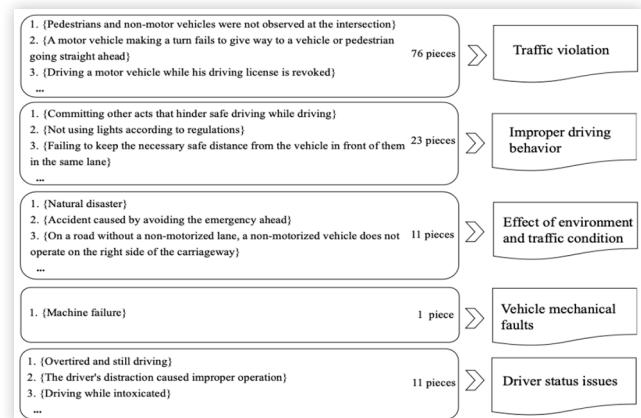 1. {Pedestrians and non-motor vehicles were not observed at the intersection}
2. {A motor vehicle making a turn fails to give way to a vehicle or pedestrian
going straight ahead}
3. {Driving a motor vehicle while his driving license is revoked}
...
76 pieces
Traffic violation
1. {Committing other acts that hinder safe driving while driving}
2. {Not using lights according to regulations}
3. {Failing to keep the necessary safe distance from the vehicle in front of them
in the same lane}
...
23 pieces
Improper driving
behavior
1. {Natural disaster}
2. {Accident caused by avoiding the emergency ahead}
3. {On a road without a non-motorized lane, a non-motorized vehicle does not
operate on the right side of the carriageway}
...
11 pieces
Effect of environment
and traffic condition
1. {Machine failure}
1 piece
Vehicle mechanical
faults
1. {Overtired and still driving}
2. {The driver's distraction caused improper operation}
3. {Driving while intoxicated}
...
11 pieces
Driver status issues